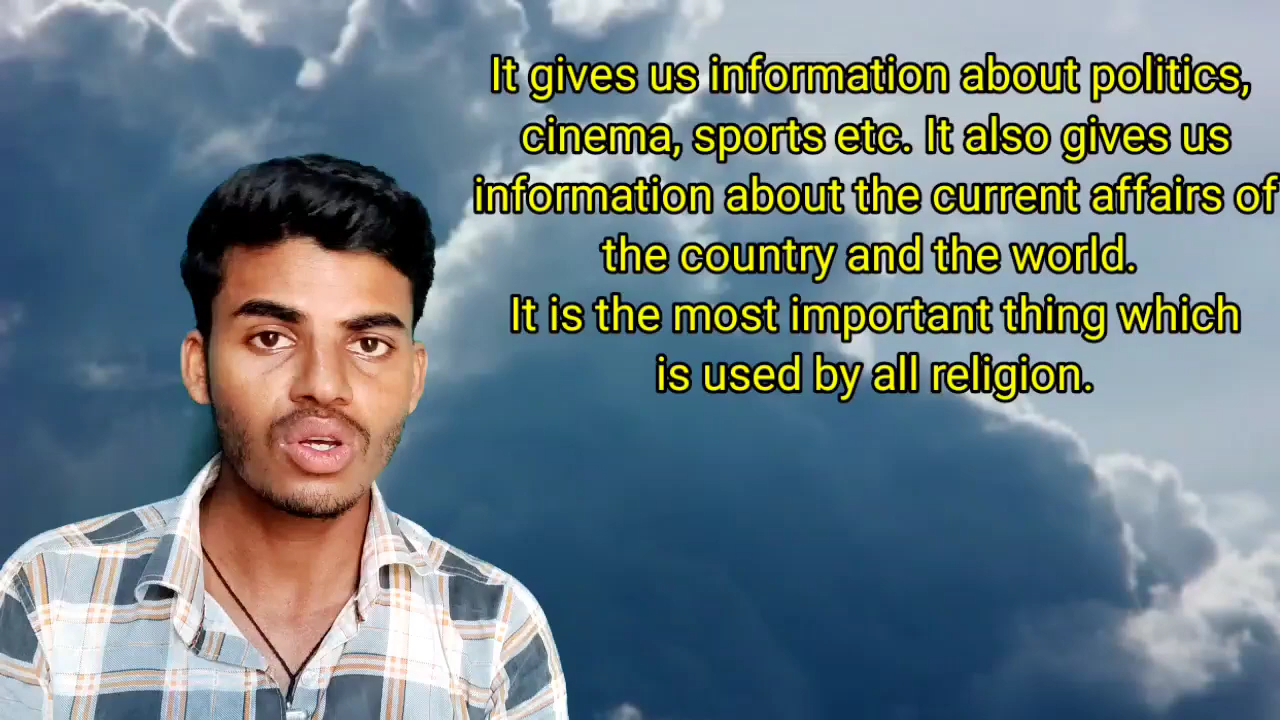 It gives us information about politics,
cinema, sports etc. It also gives us
information about the current affairs of
the country and the world.
It is the most important thing which
is used by all religion.